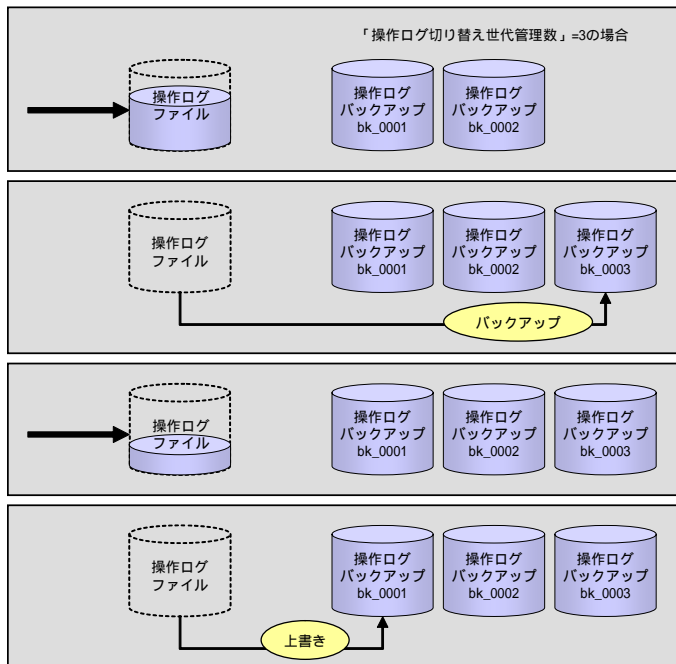 「操作ログ切り替え世代管理数」=3の場合
操作ログ
ファイル
操作ログ
バックアップ
bk_0001
操作ログ
バックアップ
bk_0002
操作ログ
ファイル
操作ログ
バックアップ
bk_0001
操作ログ
バックアップ
bk_0002
操作ログ
バックアップ
bk_0003
バックアップ
操作ログ
ファイル
操作ログ
バックアップ
bk_0001
操作ログ
バックアップ
bk_0002
操作ログ
バックアップ
bk_0003
操作ログ
ファイル
操作ログ
バックアップ
bk_0001
操作ログ
バックアップ
bk_0002
操作ログ
バックアップ
bk_0003
上書き